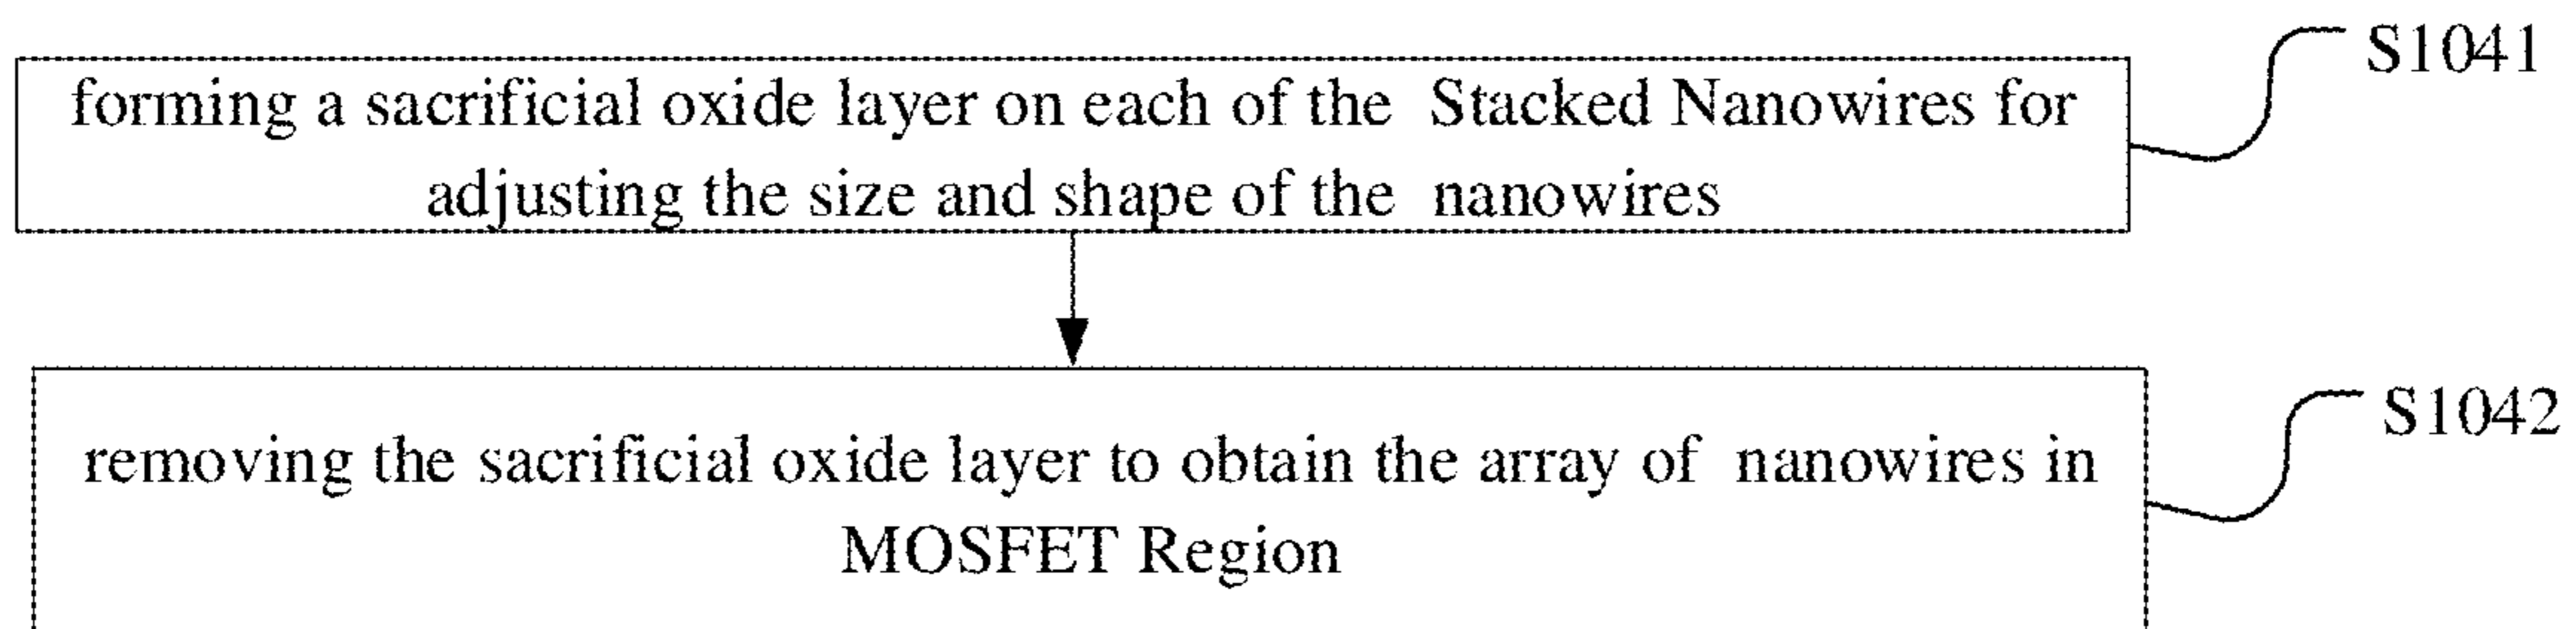 S1041
forming a sacrificial oxide layer on each of the Stacked Nanowires for
adjusting the size and shape of the nanowires
S1042
removing the sacrificial oxide layer to obtain the array of nanowires in
MOSFET Region